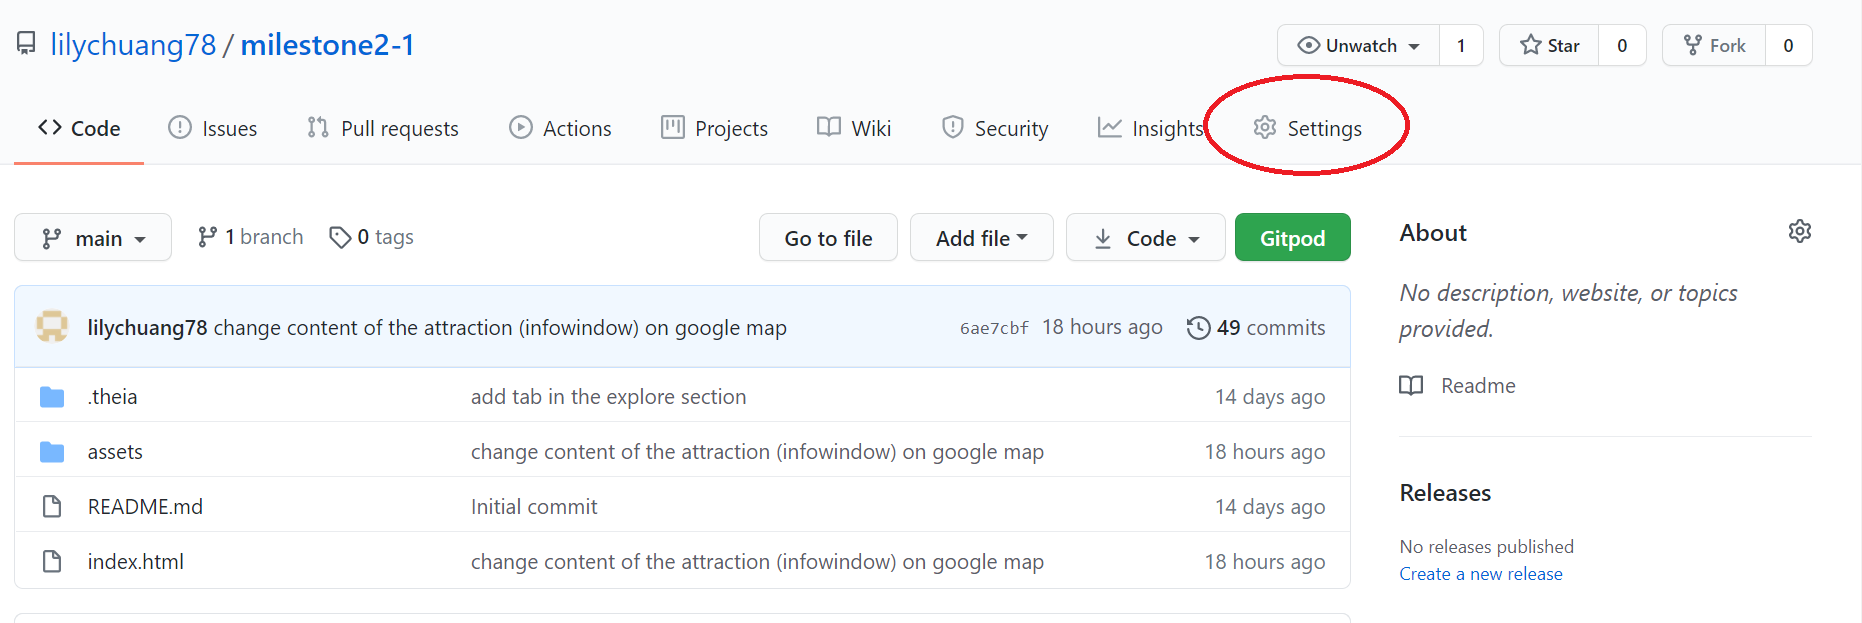 lilychuang78 / milestone2-1
Unwatch 1 Star 0 Fork 0
Code Issues Pull requests Actions Projects Wiki Security Insights Settings
main 1 branch 0 tags Go to file Add file Code Gitpod
About
No description, website, or topics
provided.
lilychuang78 change content of the attraction (infowindow) on google map 6ae7cbf 18 hours ago 49 commits
.theia add tab in the explore section 14 days ago
Readme
assets change content of the attraction (infowindow) on google map 18 hours ago
README.md Initial commit 14 days ago
Releases
index.html change content of the attraction (infowindow) on google map 18 hours ago
No releases published
Create a new release